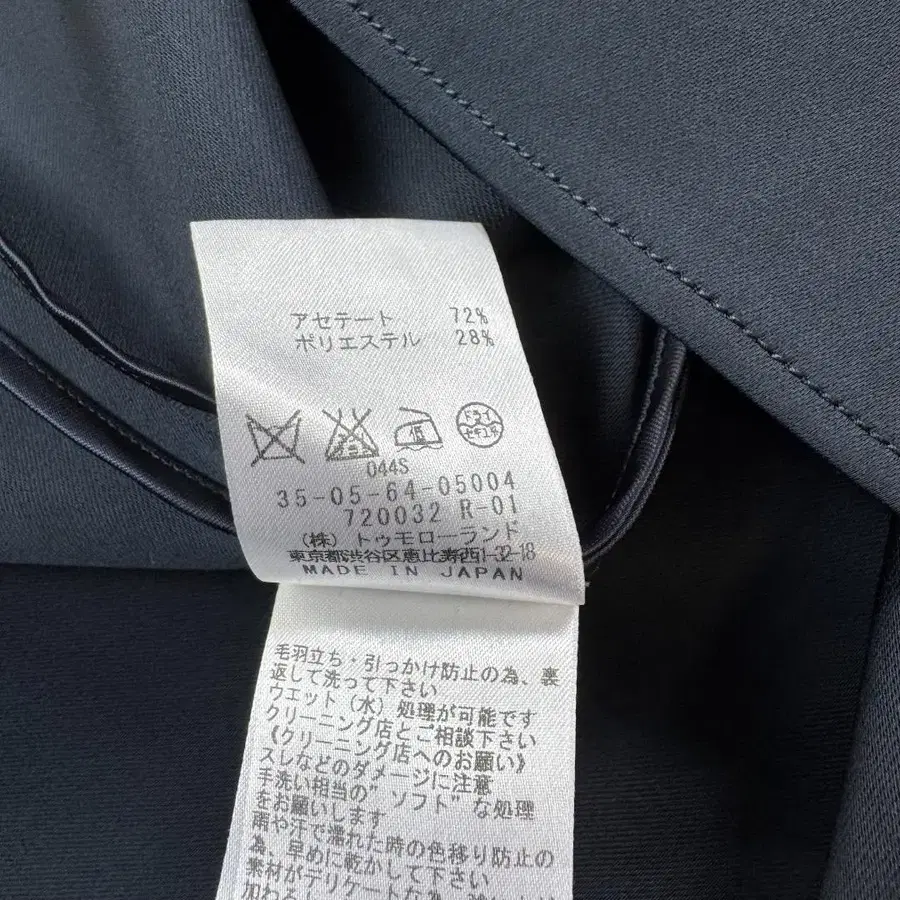 アセテート 72%
ポリエステル 28%
低
ドライ
セキユ系
044S
35-05-64-05004
720032 R-01
(株) トゥモローランド
東京都渋谷区恵比寿西1-32-18
MADE IN JAPAN
毛羽立ち・引っかけ防止の為、裏
返して洗って下さい
ウエット(水)処理が可能です
クリーニング店とご相談下さい
《クリーニング店へのお願い》
スレなどのダメージに注意
手洗い相当の"ソフト"な処理
をお願いします
雨や汗で濡れた時の色移り防止の
為、早めに乾かして下さい
素材がデリケートな為、